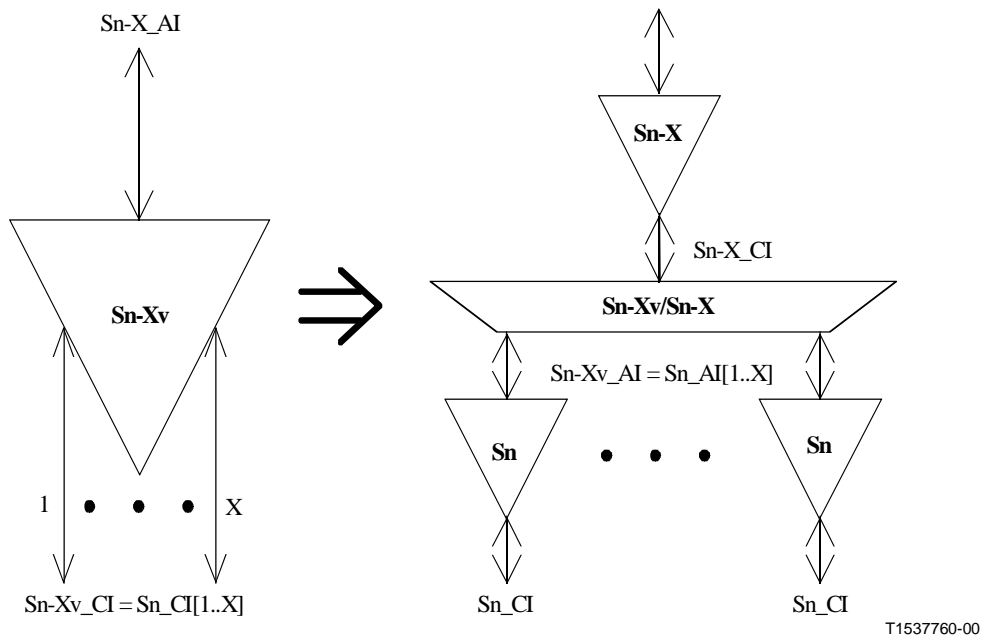 Sn-X_AI
Sn-X
Sn-X_CI
Sn-Xv
Sn-Xv/Sn-X
Sn-Xv_AI = Sn_AI[1..X]
Sn
Sn
1
X
Sn-Xv_CI = Sn_CI[1..X]
Sn_CI
Sn_CI
T1537760-00